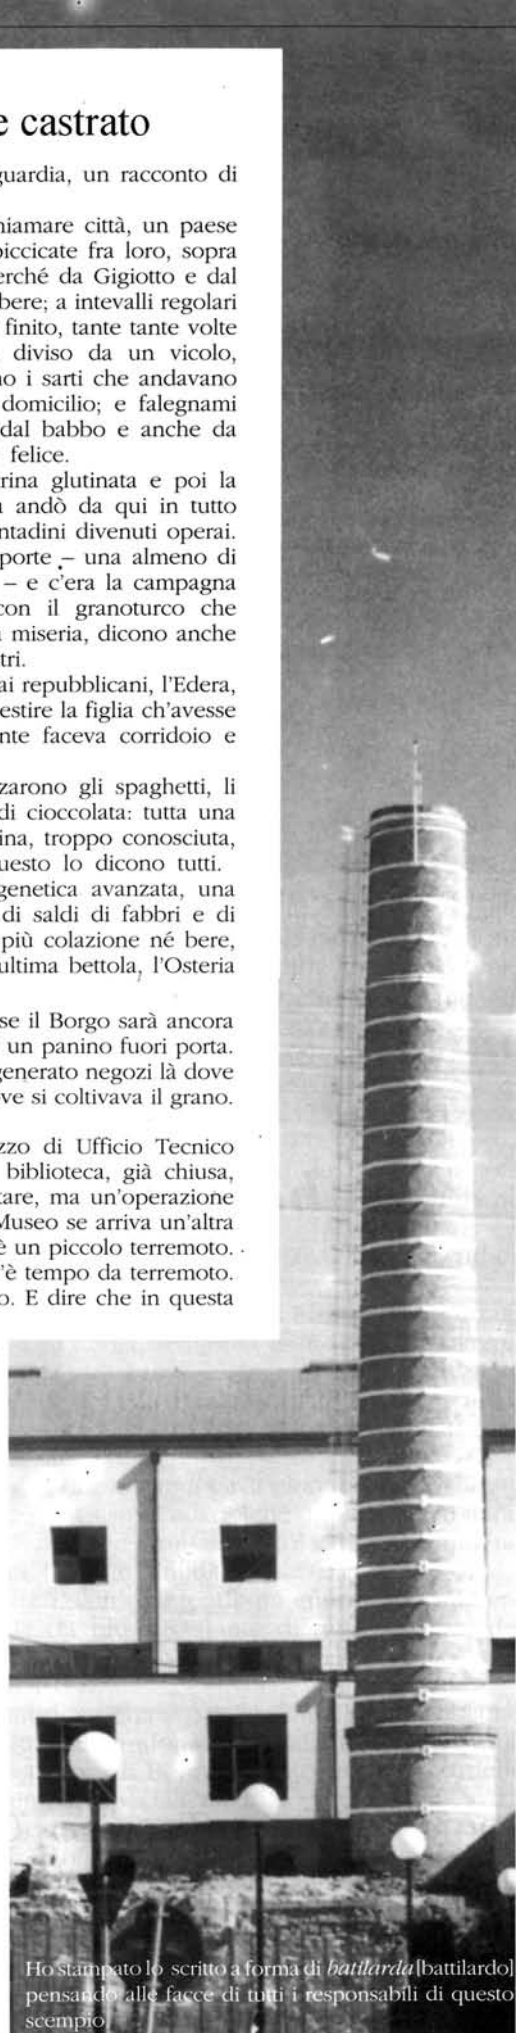 e castrato
guardia, un racconto di
hiamare città, un paese
piccicate fra loro, sopra
erché da Gigiotto e dal
bere; a intevalli regolari
finito, tante tante volte
diviso da un vicolo,
no i sarti che andavano
domicilio; e falegnami
dal babbo e anche da
felice.
rina glutinata e poi la
a andò da qui in tutto
ntadini divenuti operai.
porte – una almeno di
– e c'era la campagna
con il granoturco che
a miseria, dicono anche
tri.
ai repubblicani, l'Edera,
estire la figlia ch'avesse
nte faceva corridoio e
zarono gli spaghetti, li
di cioccolata: tutta una
ina, troppo conosciuta,
uesto lo dicono tutti.
genetica avanzata, una
di saldi di fabbri e di
più colazione né bere,
ultima bettola, l'Osteria
se il Borgo sarà ancora
un panino fuori porta.
generato negozi là dove
ve si coltivava il grano.
zzo di Ufficio Tecnico
biblioteca, già chiusa,
tare, ma un'operazione
Museo se arriva un'altra
è un piccolo terremoto.
'è tempo da terremoto.
o. E dire che in questa
Ho stampato lo scritto a forma di batilarda [battilardo]
pensando alle facce di tutti i responsabili di questo
scempio